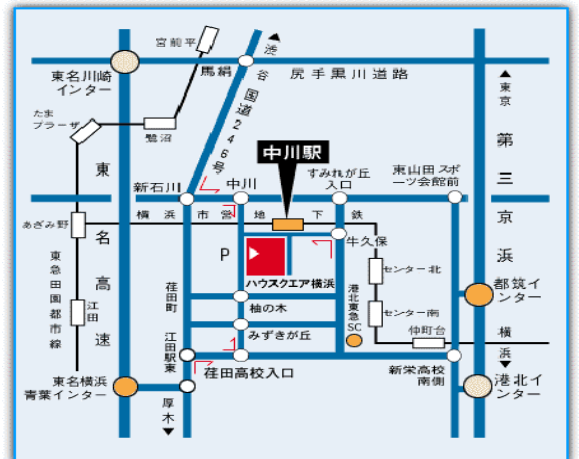 宮前平
渋谷
東名川崎
インター
馬絹
尻手黒川道路
東京
たま
プラーザ
鷺沼
国道246号
中川駅
東名高速
第三京浜
新石川
中川
すみれが丘
入口
東山田スポ
ーツ会館前
あざみ野
横浜市営地下鉄
牛久保
P
ハウスクエア横浜
センター北
東急田園都市線
江田
荏田町
柚の木
港北東急SC
センター南
都筑イ
ンター
みずきが丘
仲町台
横浜
江田駅東
荏田高校入口
新栄高校
南側
東名横浜
青葉インター
厚木
港北イ
ンター